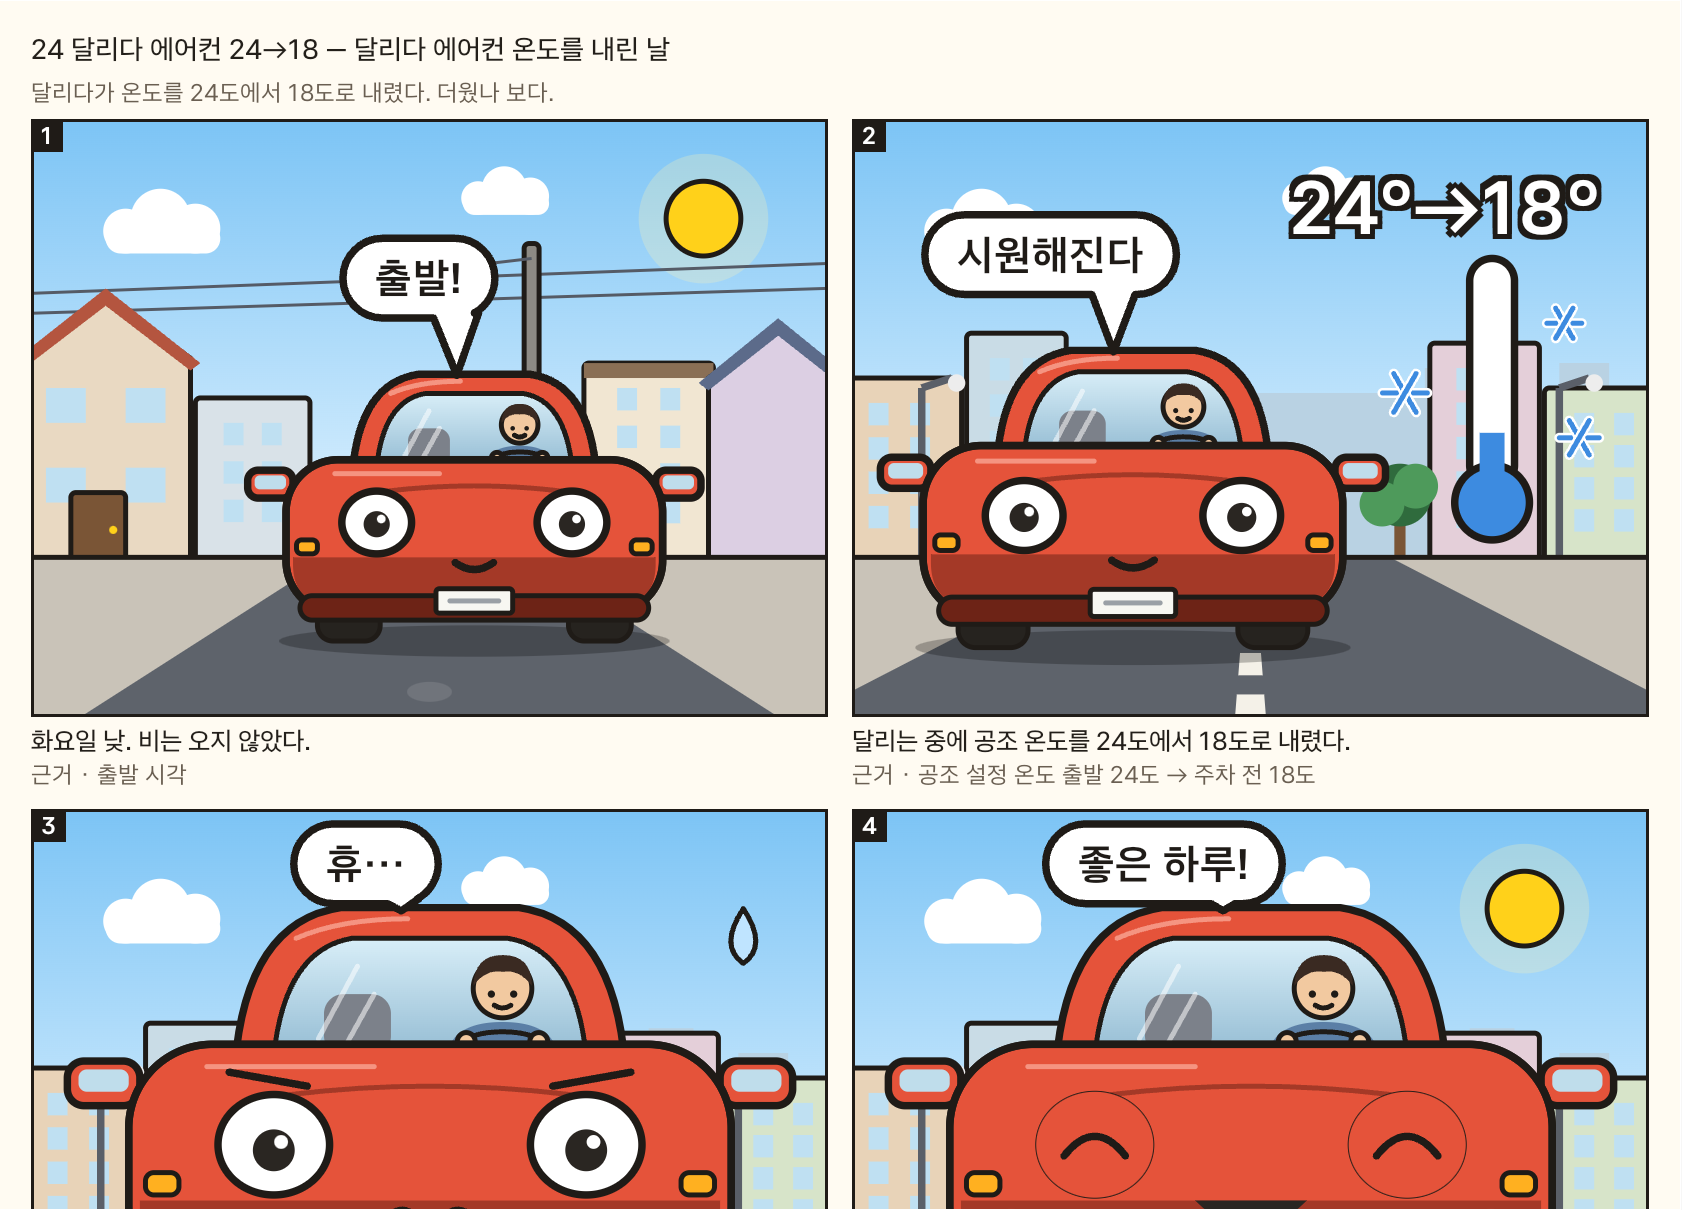 24 달리다 에어컨 24→18 — 달리다 에어컨 온도를 내린 날
달리다가 온도를 24도에서 18도로 내렸다. 더웠나 보다.
1
출발!
화요일 낮. 비는 오지 않았다.
근거 · 출발 시각
2
24°→18°
시원해진다
달리는 중에 공조 온도를 24도에서 18도로 내렸다.
근거 · 공조 설정 온도 출발 24도 → 주차 전 18도
3
휴…
4
좋은 하루!